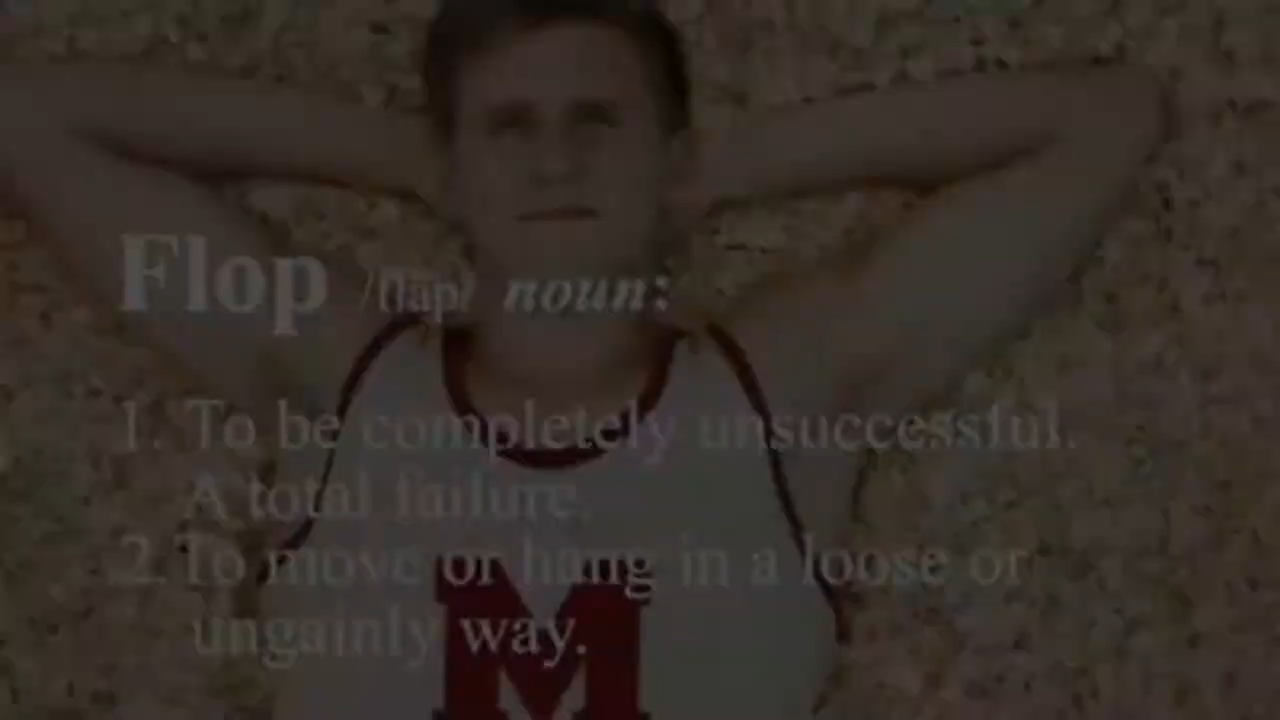 Flop /fläp/ noun:
1. To be completely unsuccessful.
A total failure.
2. To move or hang in a loose or
ungainly way.
M